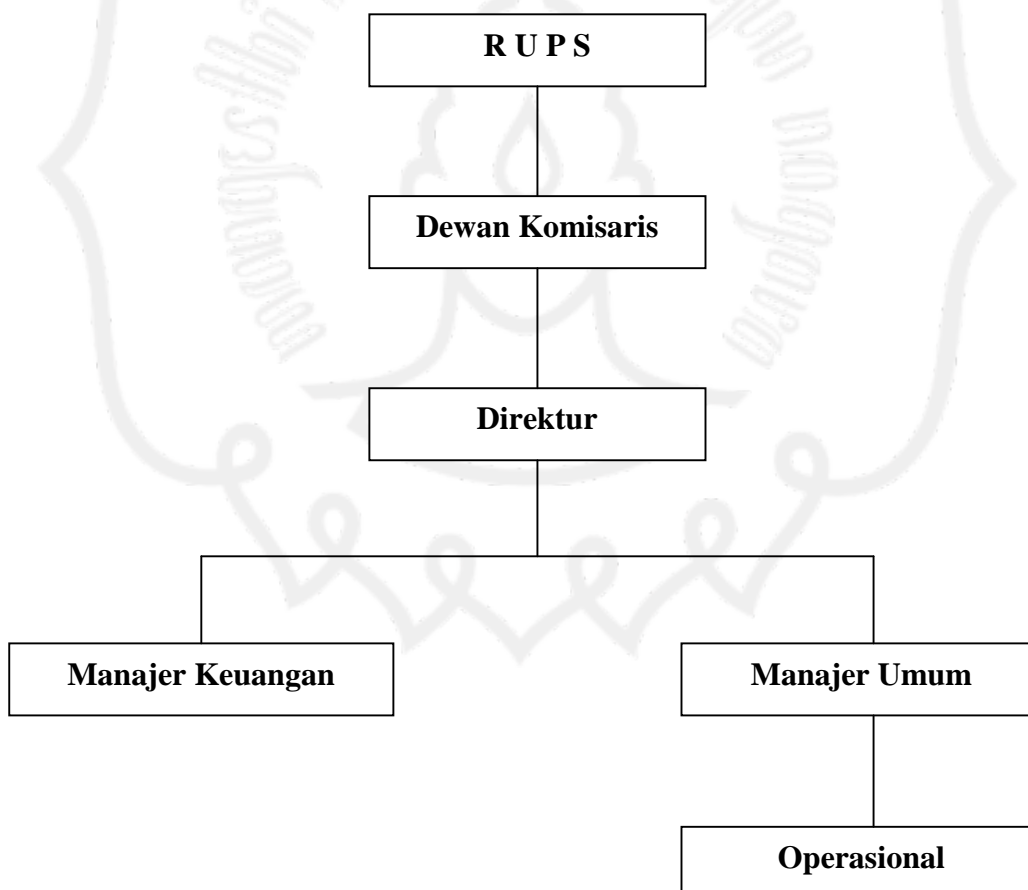 R U P S
Dewan Komisaris
Direktur
Manajer Keuangan
Manajer Umum
Operasional